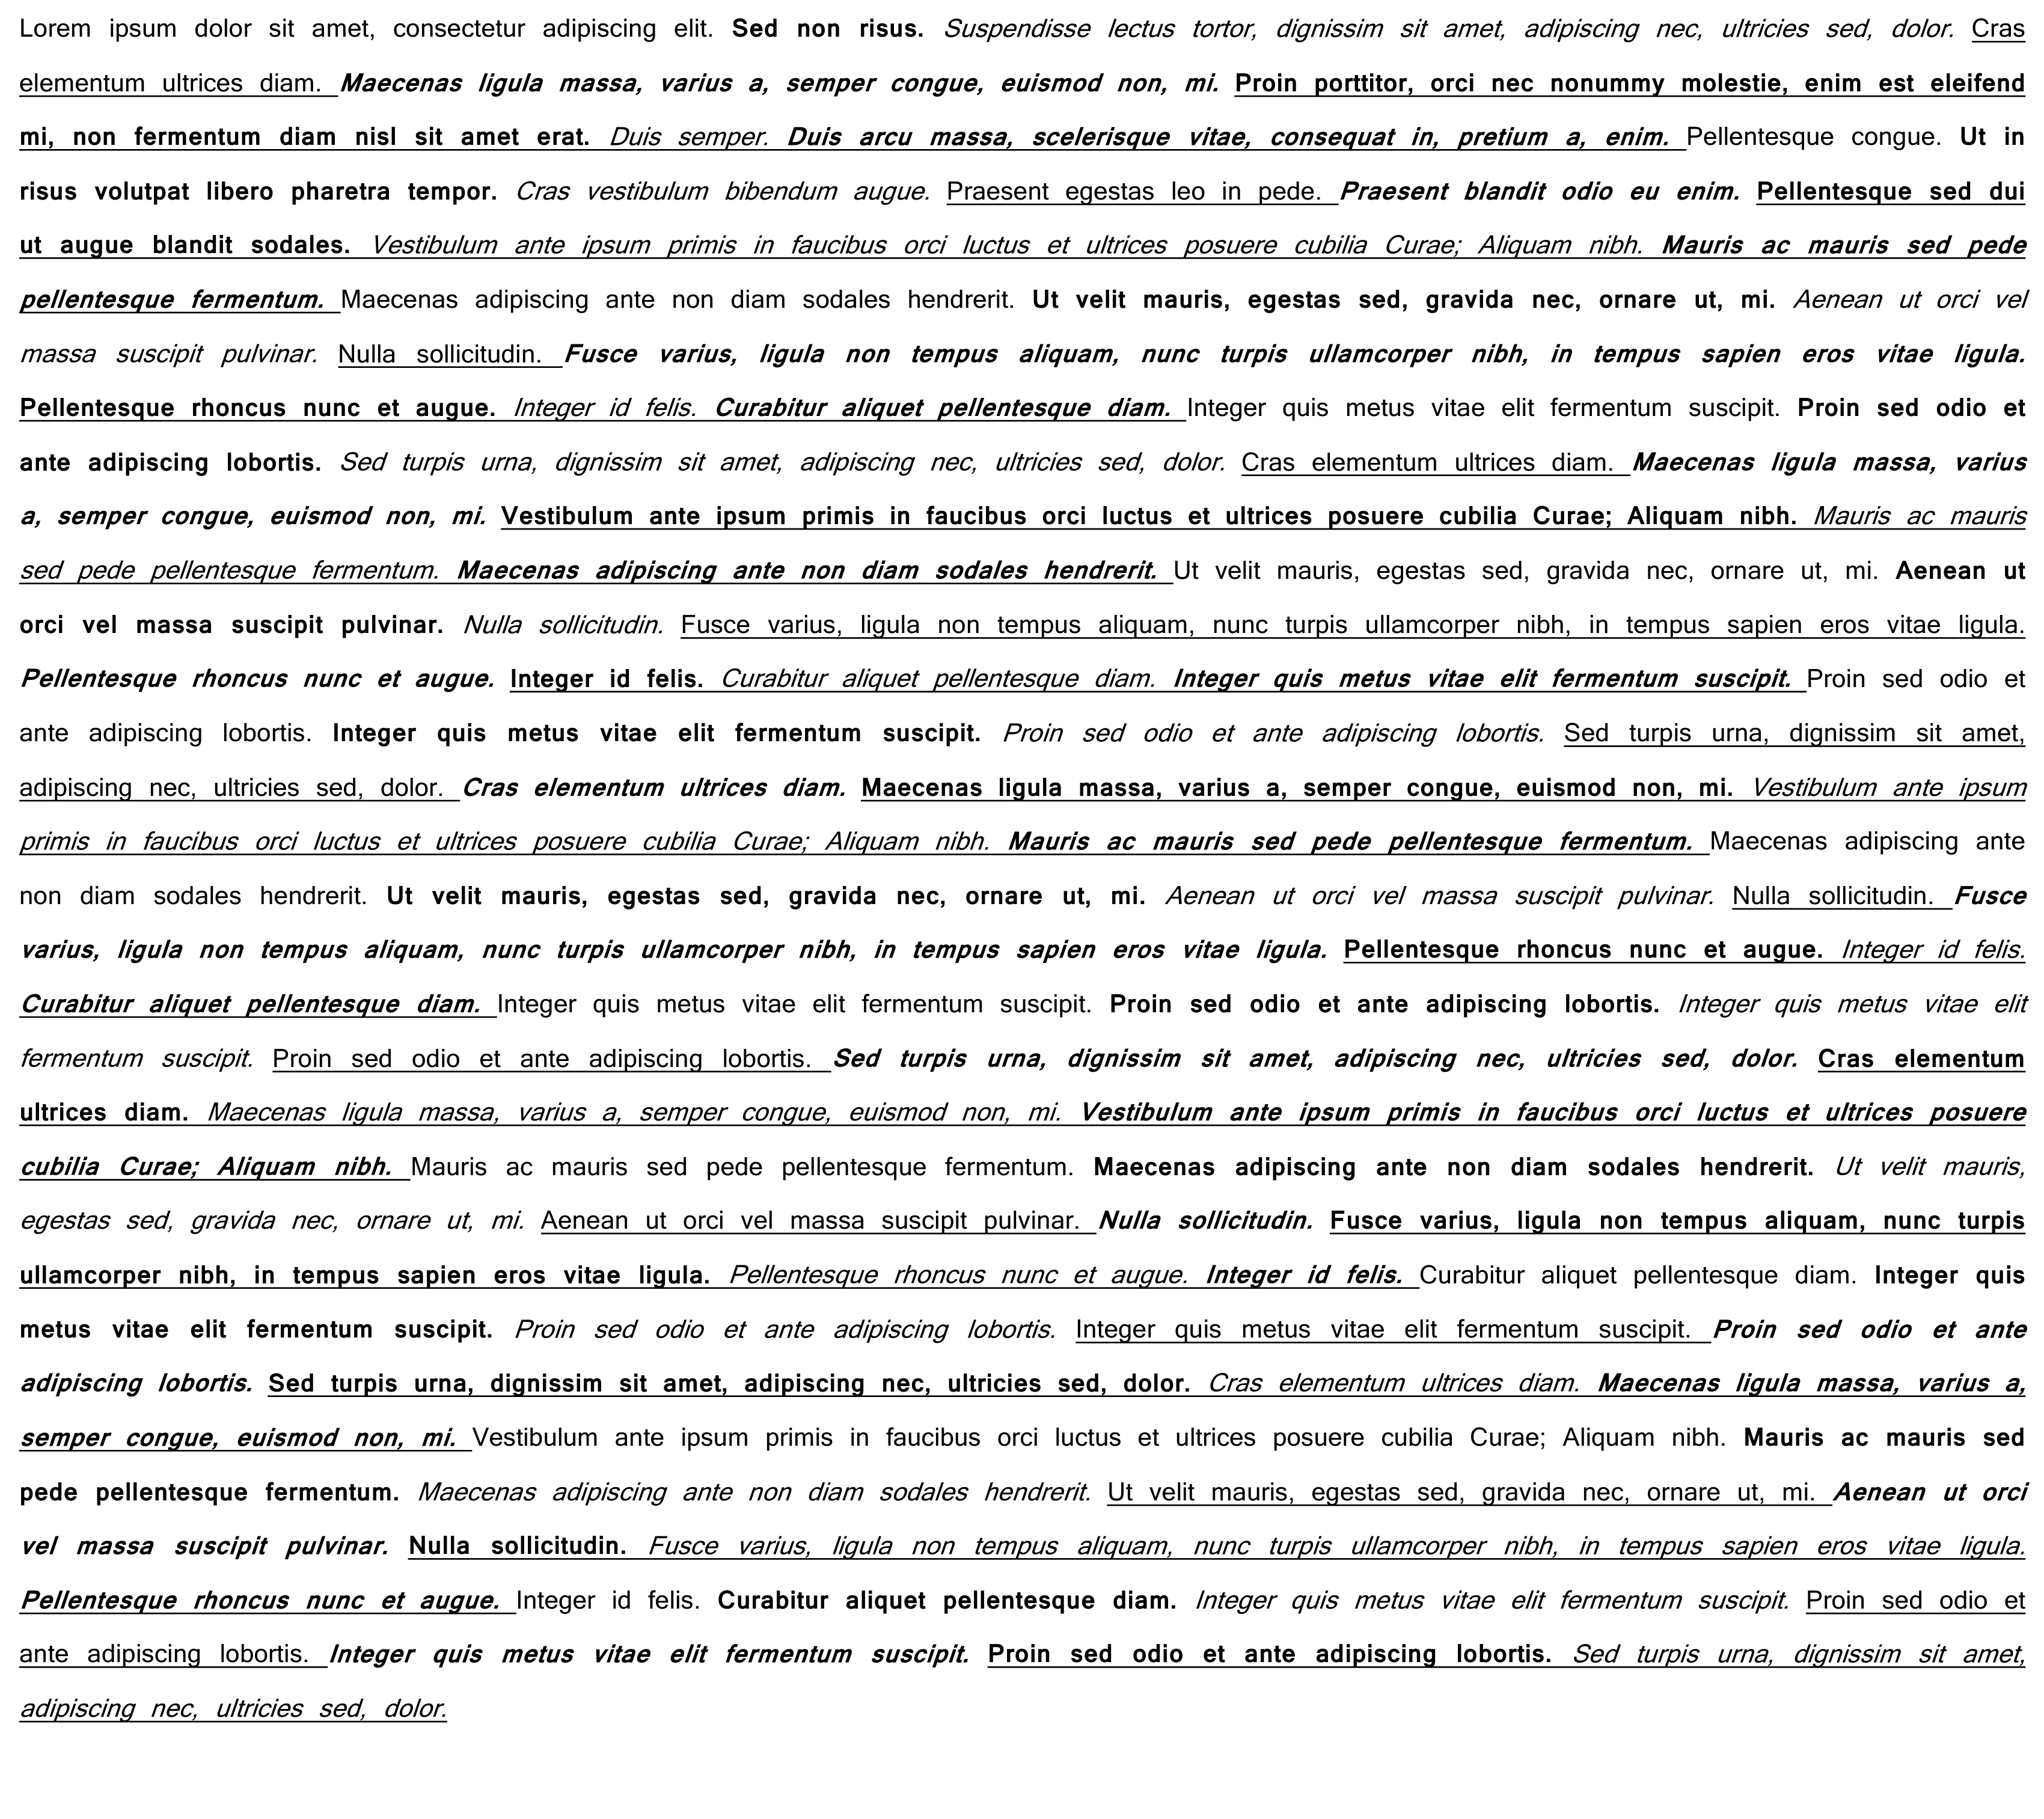 Lorem ipsum dolor sit amet, consectetur adipiscing elit. Sed non risus. Suspendisse lectus tortor, dignissim sit amet, adipiscing nec, ultricies sed, dolor. Cras
elementum ultrices diam. Maecenas ligula massa, varius a, semper congue, euismod non, mi. Proin porttitor, orci nec nonummy molestie, enim est eleifend
mi, non fermentum diam nisl sit amet erat. Duis semper. Duis arcu massa, scelerisque vitae, consequat in, pretium a, enim. Pellentesque congue. Ut in
risus volutpat libero pharetra tempor. Cras vestibulum bibendum augue. Praesent egestas leo in pede. Praesent blandit odio eu enim. Pellentesque sed dui
ut augue blandit sodales. Vestibulum ante ipsum primis in faucibus orci luctus et ultrices posuere cubilia Curae; Aliquam nibh. Mauris ac mauris sed pede
pellentesque fermentum. Maecenas adipiscing ante non diam sodales hendrerit. Ut velit mauris, egestas sed, gravida nec, ornare ut, mi. Aenean ut orci vel
massa suscipit pulvinar. Nulla sollicitudin. Fusce varius, ligula non tempus aliquam, nunc turpis ullamcorper nibh, in tempus sapien eros vitae ligula.
Pellentesque rhoncus nunc et augue. Integer id felis. Curabitur aliquet pellentesque diam. Integer quis metus vitae elit fermentum suscipit. Proin sed odio et
ante adipiscing lobortis. Sed turpis urna, dignissim sit amet, adipiscing nec, ultricies sed, dolor. Cras elementum ultrices diam. Maecenas ligula massa, varius
a, semper congue, euismod non, mi. Vestibulum ante ipsum primis in faucibus orci luctus et ultrices posuere cubilia Curae; Aliquam nibh. Mauris ac mauris
sed pede pellentesque fermentum. Maecenas adipiscing ante non diam sodales hendrerit. Ut velit mauris, egestas sed, gravida nec, ornare ut, mi. Aenean ut
orci vel massa suscipit pulvinar. Nulla sollicitudin. Fusce varius, ligula non tempus aliquam, nunc turpis ullamcorper nibh, in tempus sapien eros vitae ligula.
Pellentesque rhoncus nunc et augue. Integer id felis. Curabitur aliquet pellentesque diam. Integer quis metus vitae elit fermentum suscipit. Proin sed odio et
ante adipiscing lobortis. Integer quis metus vitae elit fermentum suscipit. Proin sed odio et ante adipiscing lobortis. Sed turpis urna, dignissim sit amet,
adipiscing nec, ultricies sed, dolor. Cras elementum ultrices diam. Maecenas ligula massa, varius a, semper congue, euismod non, mi. Vestibulum ante ipsum
primis in faucibus orci luctus et ultrices posuere cubilia Curae; Aliquam nibh. Mauris ac mauris sed pede pellentesque fermentum. Maecenas adipiscing ante
non diam sodales hendrerit. Ut velit mauris, egestas sed, gravida nec, ornare ut, mi. Aenean ut orci vel massa suscipit pulvinar. Nulla sollicitudin. Fusce
varius, ligula non tempus aliquam, nunc turpis ullamcorper nibh, in tempus sapien eros vitae ligula. Pellentesque rhoncus nunc et augue. Integer id felis.
Curabitur aliquet pellentesque diam. Integer quis metus vitae elit fermentum suscipit. Proin sed odio et ante adipiscing lobortis. Integer quis metus vitae elit
fermentum suscipit. Proin sed odio et ante adipiscing lobortis. Sed turpis urna, dignissim sit amet, adipiscing nec, ultricies sed, dolor. Cras elementum
ultrices diam. Maecenas ligula massa, varius a, semper congue, euismod non, mi. Vestibulum ante ipsum primis in faucibus orci luctus et ultrices posuere
cubilia Curae; Aliquam nibh. Mauris ac mauris sed pede pellentesque fermentum. Maecenas adipiscing ante non diam sodales hendrerit. Ut velit mauris,
egestas sed, gravida nec, ornare ut, mi. Aenean ut orci vel massa suscipit pulvinar. Nulla sollicitudin. Fusce varius, ligula non tempus aliquam, nunc turpis
ullamcorper nibh, in tempus sapien eros vitae ligula. Pellentesque rhoncus nunc et augue. Integer id felis. Curabitur aliquet pellentesque diam. Integer quis
metus vitae elit fermentum suscipit. Proin sed odio et ante adipiscing lobortis. Integer quis metus vitae elit fermentum suscipit. Proin sed odio et ante
adipiscing lobortis. Sed turpis urna, dignissim sit amet, adipiscing nec, ultricies sed, dolor. Cras elementum ultrices diam. Maecenas ligula massa, varius a,
semper congue, euismod non, mi. Vestibulum ante ipsum primis in faucibus orci luctus et ultrices posuere cubilia Curae; Aliquam nibh. Mauris ac mauris sed
pede pellentesque fermentum. Maecenas adipiscing ante non diam sodales hendrerit. Ut velit mauris, egestas sed, gravida nec, ornare ut, mi. Aenean ut orci
vel massa suscipit pulvinar. Nulla sollicitudin. Fusce varius, ligula non tempus aliquam, nunc turpis ullamcorper nibh, in tempus sapien eros vitae ligula.
Pellentesque rhoncus nunc et augue. Integer id felis. Curabitur aliquet pellentesque diam. Integer quis metus vitae elit fermentum suscipit. Proin sed odio et
ante adipiscing lobortis. Integer quis metus vitae elit fermentum suscipit. Proin sed odio et ante adipiscing lobortis. Sed turpis urna, dignissim sit amet,
adipiscing nec, ultricies sed, dolor.